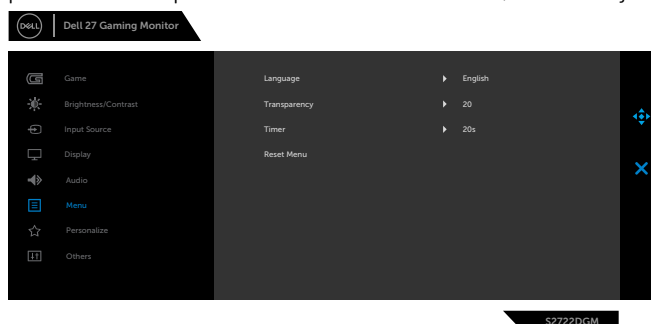 DELL Dell 27 Gaming Monitor
Game
Brightness/Contrast
Input Source
Display
Audio
Menu
Personalize
Others
Language English
Transparency 20
Timer 20s
Reset Menu
S2722DGM